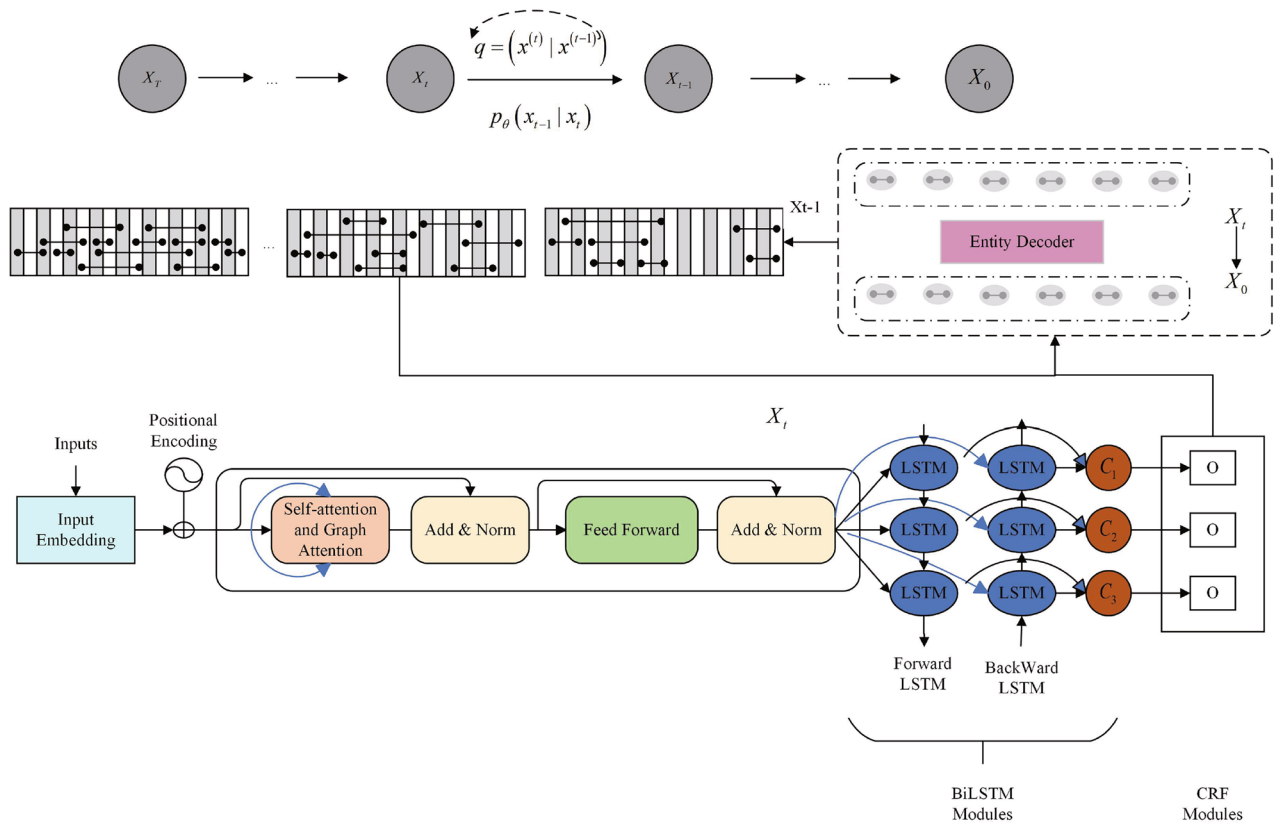 q = (x^(t) | x^(t-1))
X_T
...
X_t
X_{t-1}
...
X_0
p_θ (x_{t-1} | x_t)
Xt-1
...
Entity Decoder
X_t
X_0
X_t
Positional
Encoding
Inputs
Input
Embedding
Self-attention
and Graph
Attention
Add & Norm
Feed Forward
Add & Norm
LSTM
LSTM
C_1
O
LSTM
LSTM
C_2
O
LSTM
LSTM
C_3
O
Forward
LSTM
BackWard
LSTM
BiLSTM
Modules
CRF
Modules